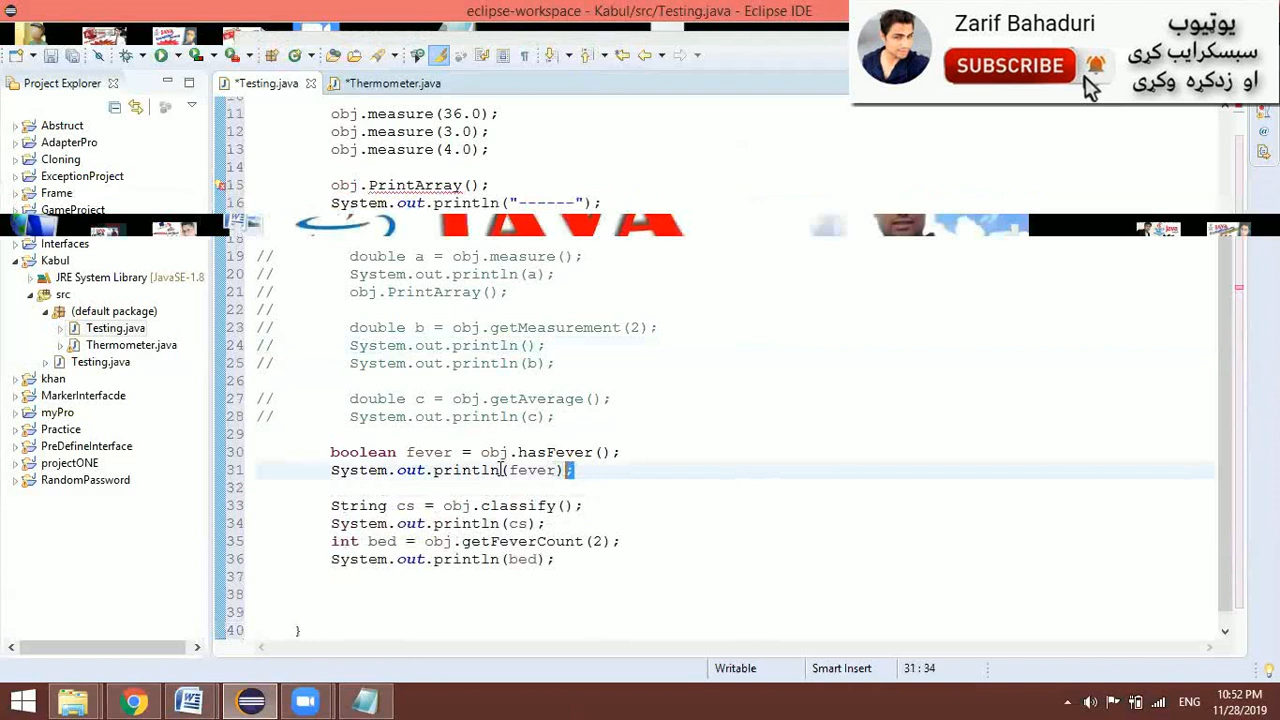 eclipse-workspace - Kabul/src/Testing.java - Eclipse IDE
Zarif Bahaduri
SUBSCRIBE
یوټیوب
سبسکرایب کړی
او زدکړه وکړی
Project Explorer
*Testing.java
*Thermometer.java
Abstruct
AdapterPro
Cloning
ExceptionProject
Frame
GameProject
Interfaces
Kabul
JRE System Library [JavaSE-1.8
src
(default package)
Testing.java
Thermometer.java
Testing.java
khan
MarkerInterfacde
myPro
Practice
PreDefineInterface
projectONE
RandomPassword
11 obj.measure(36.0);
12 obj.measure(3.0);
13 obj.measure(4.0);
14
15 obj.PrintArray();
16 System.out.println("------");
JAVA
18
19 // double a = obj.measure();
20 // System.out.println(a);
21 // obj.PrintArray();
22 //
23 // double b = obj.getMeasurement(2);
24 // System.out.println();
25 // System.out.println(b);
26
27 // double c = obj.getAverage();
28 // System.out.println(c);
29
30 boolean fever = obj.hasFever();
31 System.out.println(fever);
32
33 String cs = obj.classify();
34 System.out.println(cs);
35 int bed = obj.getFeverCount(2);
36 System.out.println(bed);
37
38
39
40 }
Writable
Smart Insert
31 : 34
ENG
10:52 PM
11/28/2019